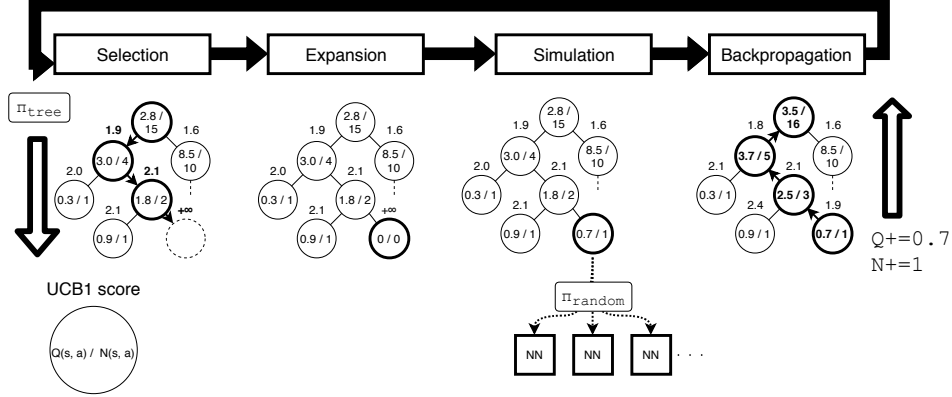 Selection
Expansion
Simulation
Backpropagation
πtree
2.8 /
15
1.9
1.6
3.0 / 4
8.5 /
10
2.0
2.1
0.3 / 1
1.8 / 2
2.1
+∞
0.9 / 1
UCB1 score
Q(s, a) / N(s, a)
2.8 /
15
1.9
1.6
3.0 / 4
8.5 /
10
2.0
2.1
0.3 / 1
1.8 / 2
2.1
+∞
0.9 / 1
0 / 0
2.8 /
15
1.9
1.6
3.0 / 4
8.5 /
10
2.0
2.1
0.3 / 1
1.8 / 2
2.1
0.9 / 1
0.7 / 1
πrandom
NN
NN
NN
. . .
3.5 /
16
1.8
1.6
3.7 / 5
8.5 /
10
2.1
2.1
0.3 / 1
2.5 / 3
2.4
1.9
0.9 / 1
0.7 / 1
Q+=0.7
N+=1